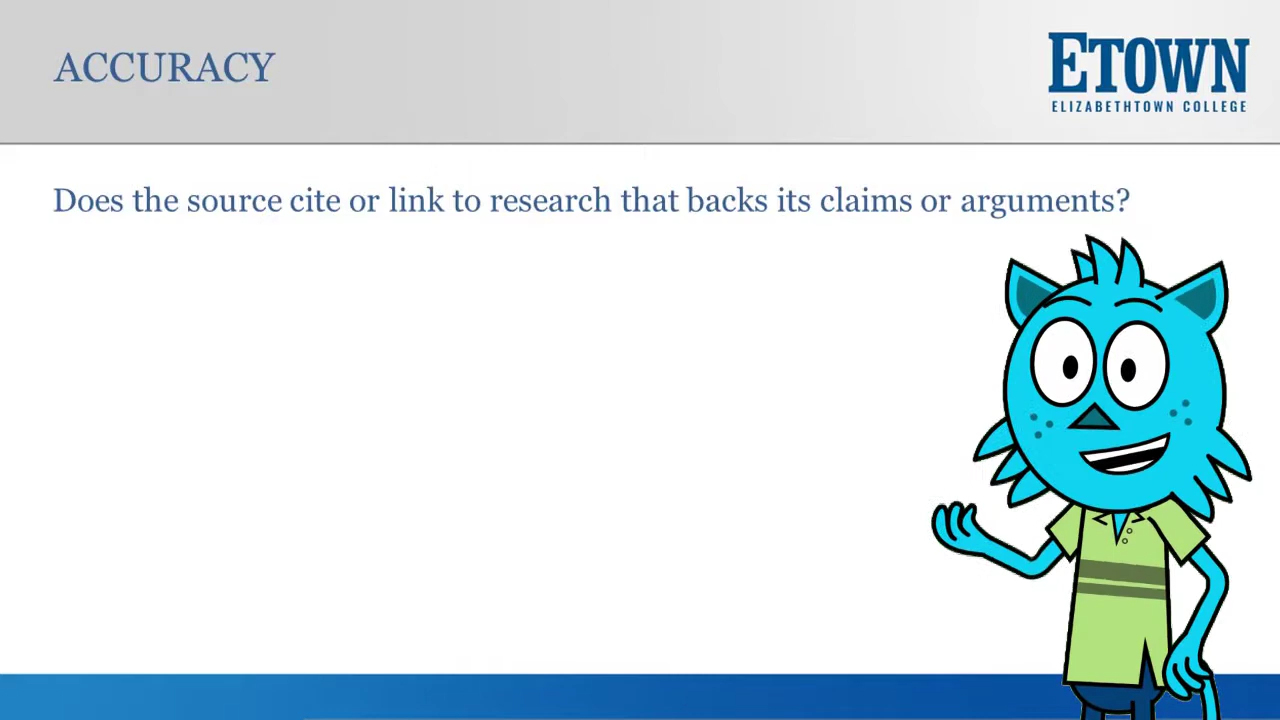 ACCURACY
ETOWN
ELIZABETHTOWN COLLEGE
Does the source cite or link to research that backs its claims or arguments?